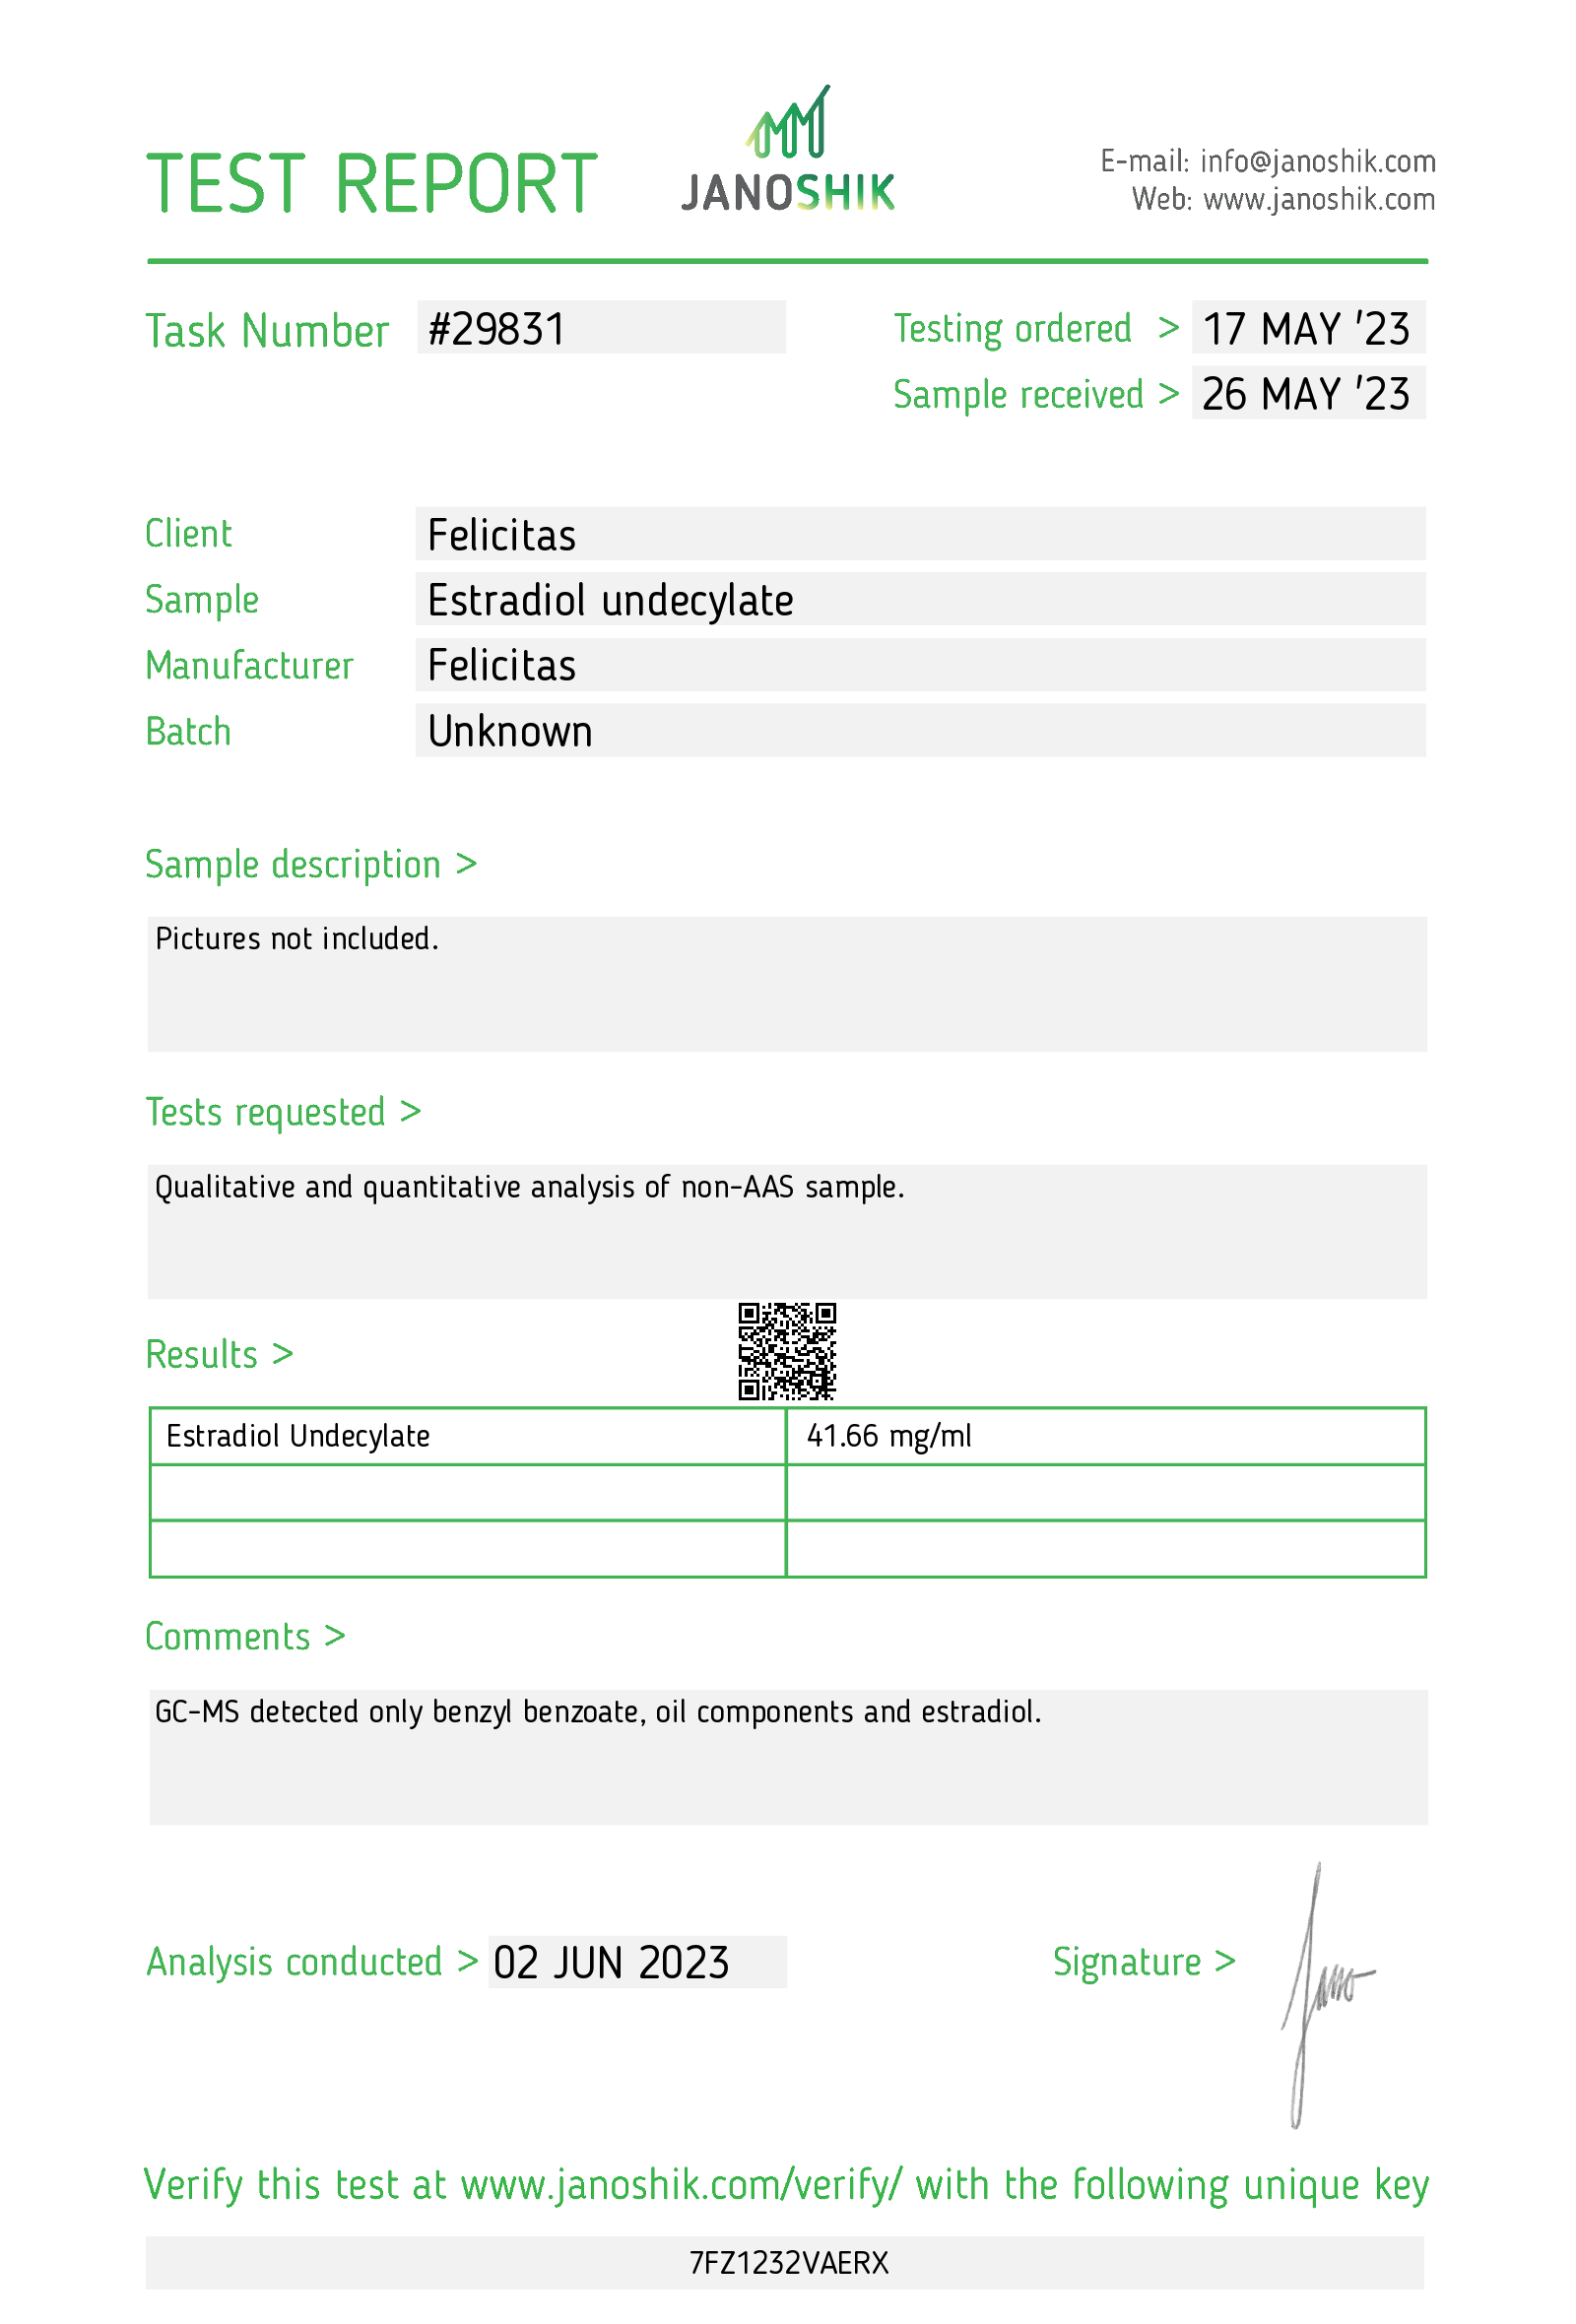 TEST REPORT
JANOSHIK
E-mail: info@janoshik.com
Web: www.janoshik.com
Task Number #29831
Testing ordered > 17 MAY '23
Sample received > 26 MAY '23
Client Felicitas
Sample Estradiol undecylate
Manufacturer Felicitas
Batch Unknown
Sample description >
Pictures not included.
Tests requested >
Qualitative and quantitative analysis of non-AAS sample.
Results >
Estradiol Undecylate 41.66 mg/ml
Comments >
GC-MS detected only benzyl benzoate, oil components and estradiol.
Analysis conducted > 02 JUN 2023
Signature > Jano
Verify this test at www.janoshik.com/verify/ with the following unique key
7FZ1232VAERX